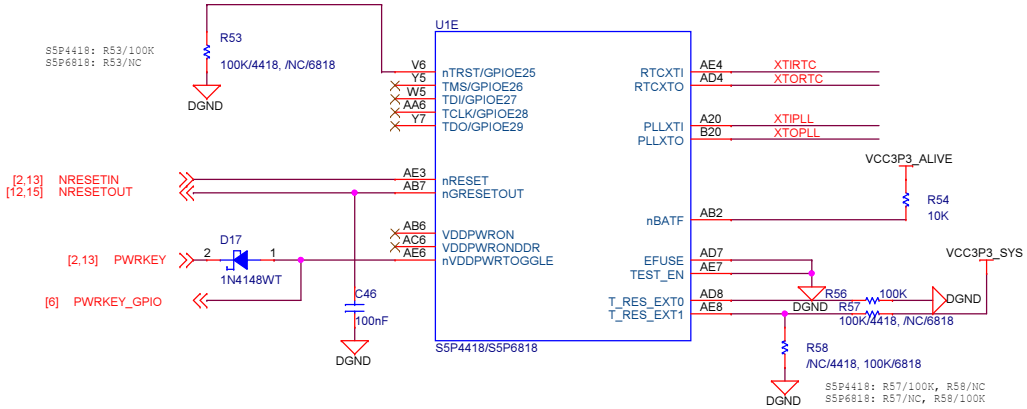 U1E
R53
S5P4418: R53/100K
S5P6818: R53/NC
100K/4418, /NC/6818
DGND
V6 nTRST/GPIOE25
Y5 TMS/GPIOE26
W5 TDI/GPIOE27
AA6 TCLK/GPIOE28
Y7 TDO/GPIOE29
RTCXTI AE4 XTIRTC
RTCXTO AD4 XTORTC
PLLXTI A20 XTIPLL
PLLXTO B20 XTOPLL
VCC3P3_ALIVE
[2,13] NRESETIN AE3 nRESET
[12,15] NRESETOUT AB7 nGRESETOUT
R54
10K
nBATF AB2
AB6 VDDPWRON
AC6 VDDPWRONDDR
D17
[2,13] PWRKEY 2 1 AE6 nVDDPWRTOGGLE
1N4148WT
EFUSE AD7
TEST_EN AE7
VCC3P3_SYS
[6] PWRKEY_GPIO
C46
100nF
DGND
T_RES_EXT0 AD8
T_RES_EXT1 AE8
DGND
R56 100K DGND
R57
100K/4418, /NC/6818
S5P4418/S5P6818
R58
/NC/4418, 100K/6818
DGND
S5P4418: R57/100K, R58/NC
S5P6818: R57/NC, R58/100K